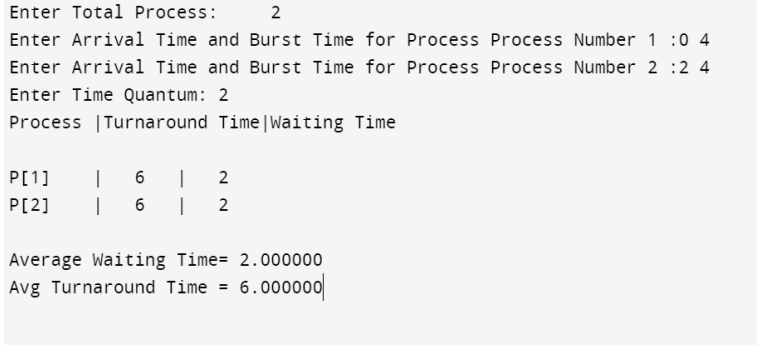 Enter Total Process:     2
Enter Arrival Time and Burst Time for Process Process Number 1 :0 4
Enter Arrival Time and Burst Time for Process Process Number 2 :2 4
Enter Time Quantum: 2
Process |Turnaround Time|Waiting Time
P[1]    |   6   |   2
P[2]    |   6   |   2
Average Waiting Time= 2.000000
Avg Turnaround Time = 6.000000